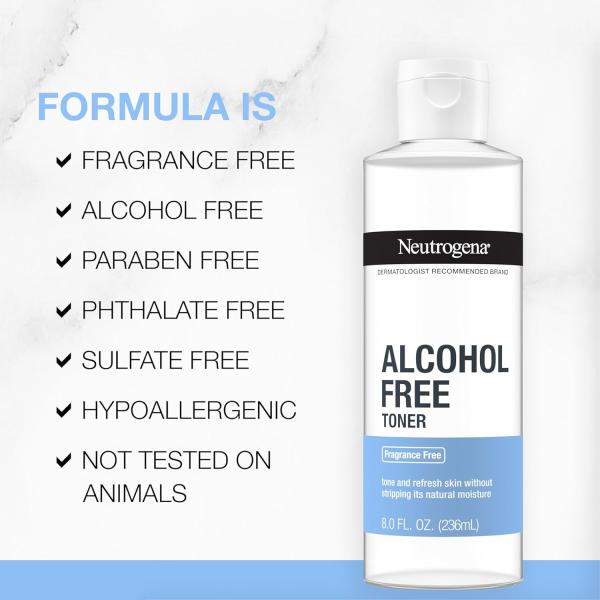 FORMULA IS
FRAGRANCE FREE
ALCOHOL FREE
PARABEN FREE
PHTHALATE FREE
SULFATE FREE
HYPOALLERGENIC
NOT TESTED ON
ANIMALS
Neutrogena®
DERMATOLOGIST RECOMMENDED BRAND
ALCOHOL
FREE
TONER
Fragrance Free
tone and refresh skin without
stripping its natural moisture
8.0 FL. OZ. (236mL)